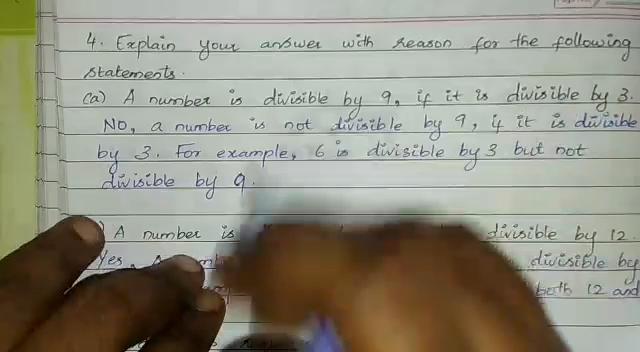 4. Explain your answer with reason for the following
statements.
(a) A number is divisible by 9, if it is divisible by 3.
NO, a number is not divisible by 9, if it is divisible
by 3. For example, 6 is divisible by 3 but not
divisible by 9.
) A number is divisible by 12.
Yes, A divisible by
both 12 and